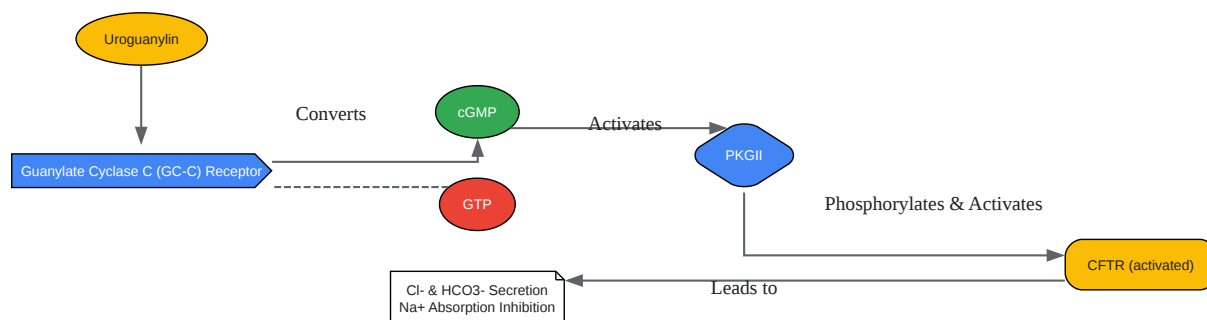 Uroguanylin
Converts
cGMP
Activates
PKGII
Guanylate Cyclase C (GC-C) Receptor
GTP
Phosphorylates & Activates
CFTR (activated)
Leads to
Cl- & HCO3- Secretion
Na+ Absorption Inhibition